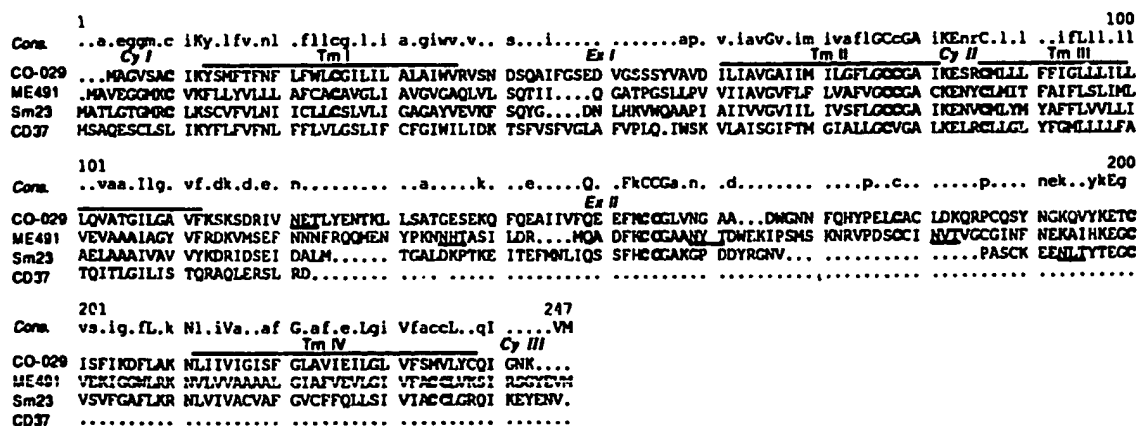 1 100
Cons. ..a.eggm.c iKy.lfv.nl .fllcg.l.i a.giwv.v.. s...i..... .......ap. v.iavGv.im ivaflGCcGA iKEnrC.l.l ..ifLll.ll
Cy I Tm I Ex I Tm II Cy II Tm III
CO-029 ..MAGVSACI KYSMFTFNF LFWLCGILIL ALAIWVRVSN DSQAIFGSED VGSSSYVAVD ILIAVGAIIM ILGFLGCCGA IKESRCMLLL FFIGLLLILL
ME491 .MAVEGGMKC VKFLLYVLLL AFCACAVGLI AVGVGAQLVL SQTII....Q GATPGSLLPV VIIAVGVFLF LVAFVGCCGA CKENYCLMIT FAIFLSLIML
Sm23 MATLGTGMRC LKSCVFVLNI ICLLCSLVLI GAGAYVEVKF SQYG....DN LHKVWQAAPI AIIVVGVIIL IVSFLGCCGA IKENVCMLYM YAFFLVVLLI
CD37 MSAQESCLSL IKYFLFVFNL FFLVLGSLIF CFGIWILIDK TSFVSFVGLA FVPLQ.IWSK VLAISGIFTM GIALLGCVGA LKELRCLLGL YFGMLLLLFA
101 200
Cons. ..vaa.Ilg. vf.dk.d.e. n......... ....a...k. ..e.....Q. .FkCCGa.n. .d........ .....p..c. .....p.... nek..ykEg
Ex II
CO-029 LQVATGILGA VFKSKSDRIV NETLYENTKL LSATGESEKQ FQEAIIVFQE EFKCCGLVNG AA..DWGNNF QHYPELCAC LDKQRPCQSY NGKQVYKETC
ME491 VEVAAAIAGY VFRDKVMSEF NNNFRQQMEN YPKNNHTASI LDR....MQA DFKCCGAANY TDWEKIPSMS KNRVPDSCCI NVTVGCGINF NEKAIHKEGC
Sm23 AELAAAIVAV VYKDRIDSEI DALM...... TGALDKPTKE ITEFMNLIQS SFHCCGAKGP DDYRGNV... .......... ....PASCKE EENLTYTEGC
CD37 TQITLGILIS TQRAQLERSL RD........ .......... .......... .......... .......... .......... .......... ..........
201 247
Cons. vs.ig.fL.k Nl.iVa..af G.af.e.Lgi VfaccL..qI .....VM
Tm IV Cy III
CO-029 ISFIKDFLAK NLIIVIGISF GLAVIEILGL VFSMVLYCQI GNK....
ME491 VEKIGGWLRK NVLVVAAAAL GIAFVEVLGI VFACCLVKSI RSGYEVM
Sm23 VSVFGAFLKR NLVIVACVAF GVCFFQLLSI VIACCLGRQI KEYENV.
CD37 .......... .......... .......... .......... .......